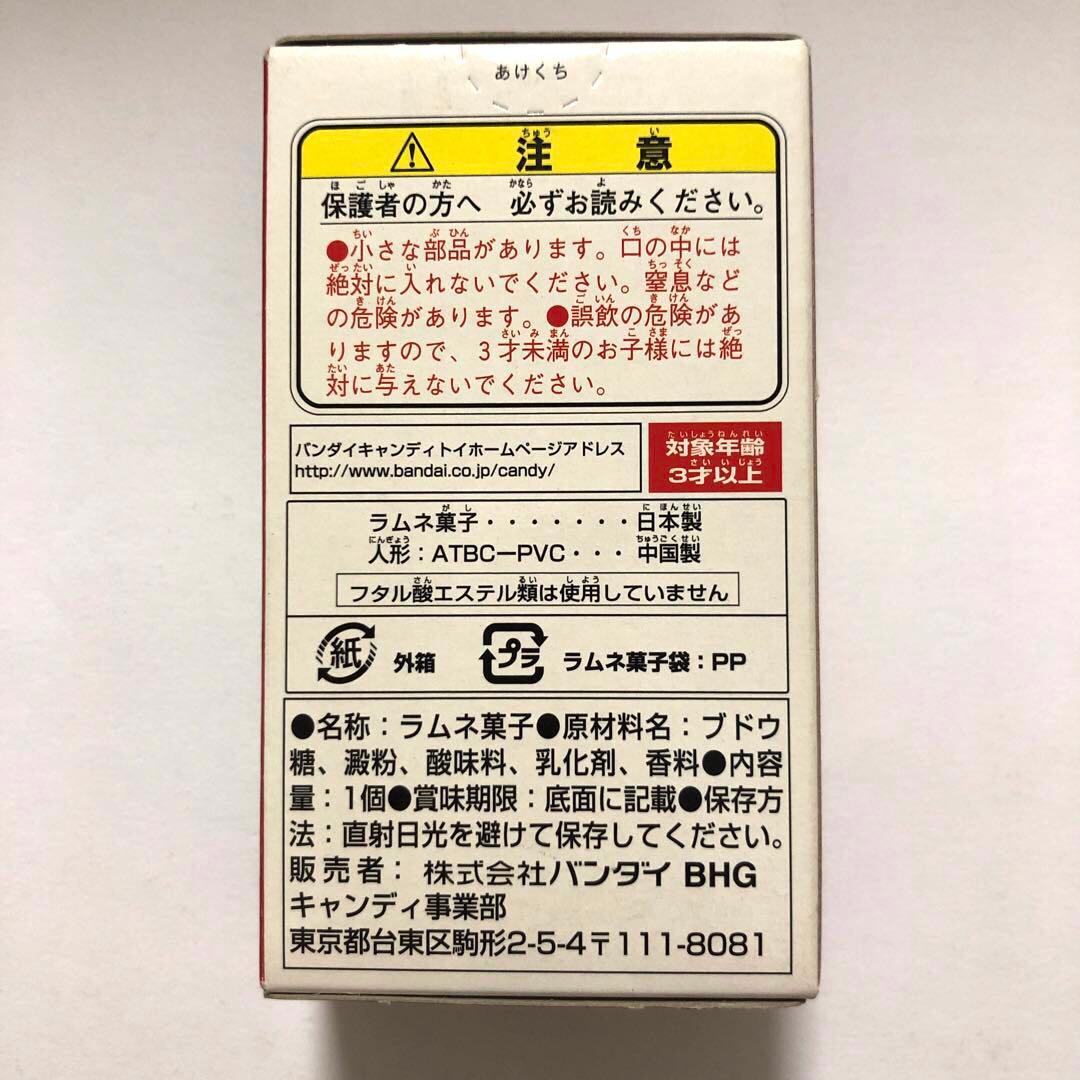 あけくち
⚠ 注意
保護者の方へ 必ずお読みください。
●小さな部品があります。口の中には
絶対に入れないでください。窒息など
の危険があります。●誤飲の危険があ
りますので、3才未満のお子様には絶
対に与えないでください。
バンダイキャンディトイホームページアドレス
http://www.bandai.co.jp/candy/
対象年齢
3才以上
ラムネ菓子・・・・・・・日本製
人形：ATBC—PVC・・・中国製
フタル酸エステル類は使用していません
紙 外箱 プラ ラムネ菓子袋：PP
●名称：ラムネ菓子●原材料名：ブドウ
糖、澱粉、酸味料、乳化剤、香料●内容
量：1個●賞味期限：底面に記載●保存方
法：直射日光を避けて保存してください。
販売者：株式会社バンダイ BHG
キャンディ事業部
東京都台東区駒形2-5-4〒111-8081